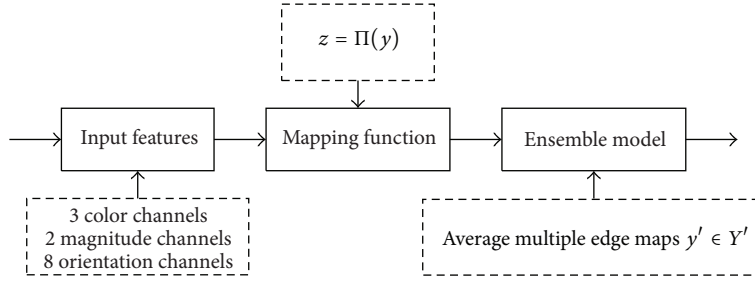 z = Π(y)
Input features
Mapping function
Ensemble model
3 color channels
2 magnitude channels
8 orientation channels
Average multiple edge maps y′ ∈ Y′